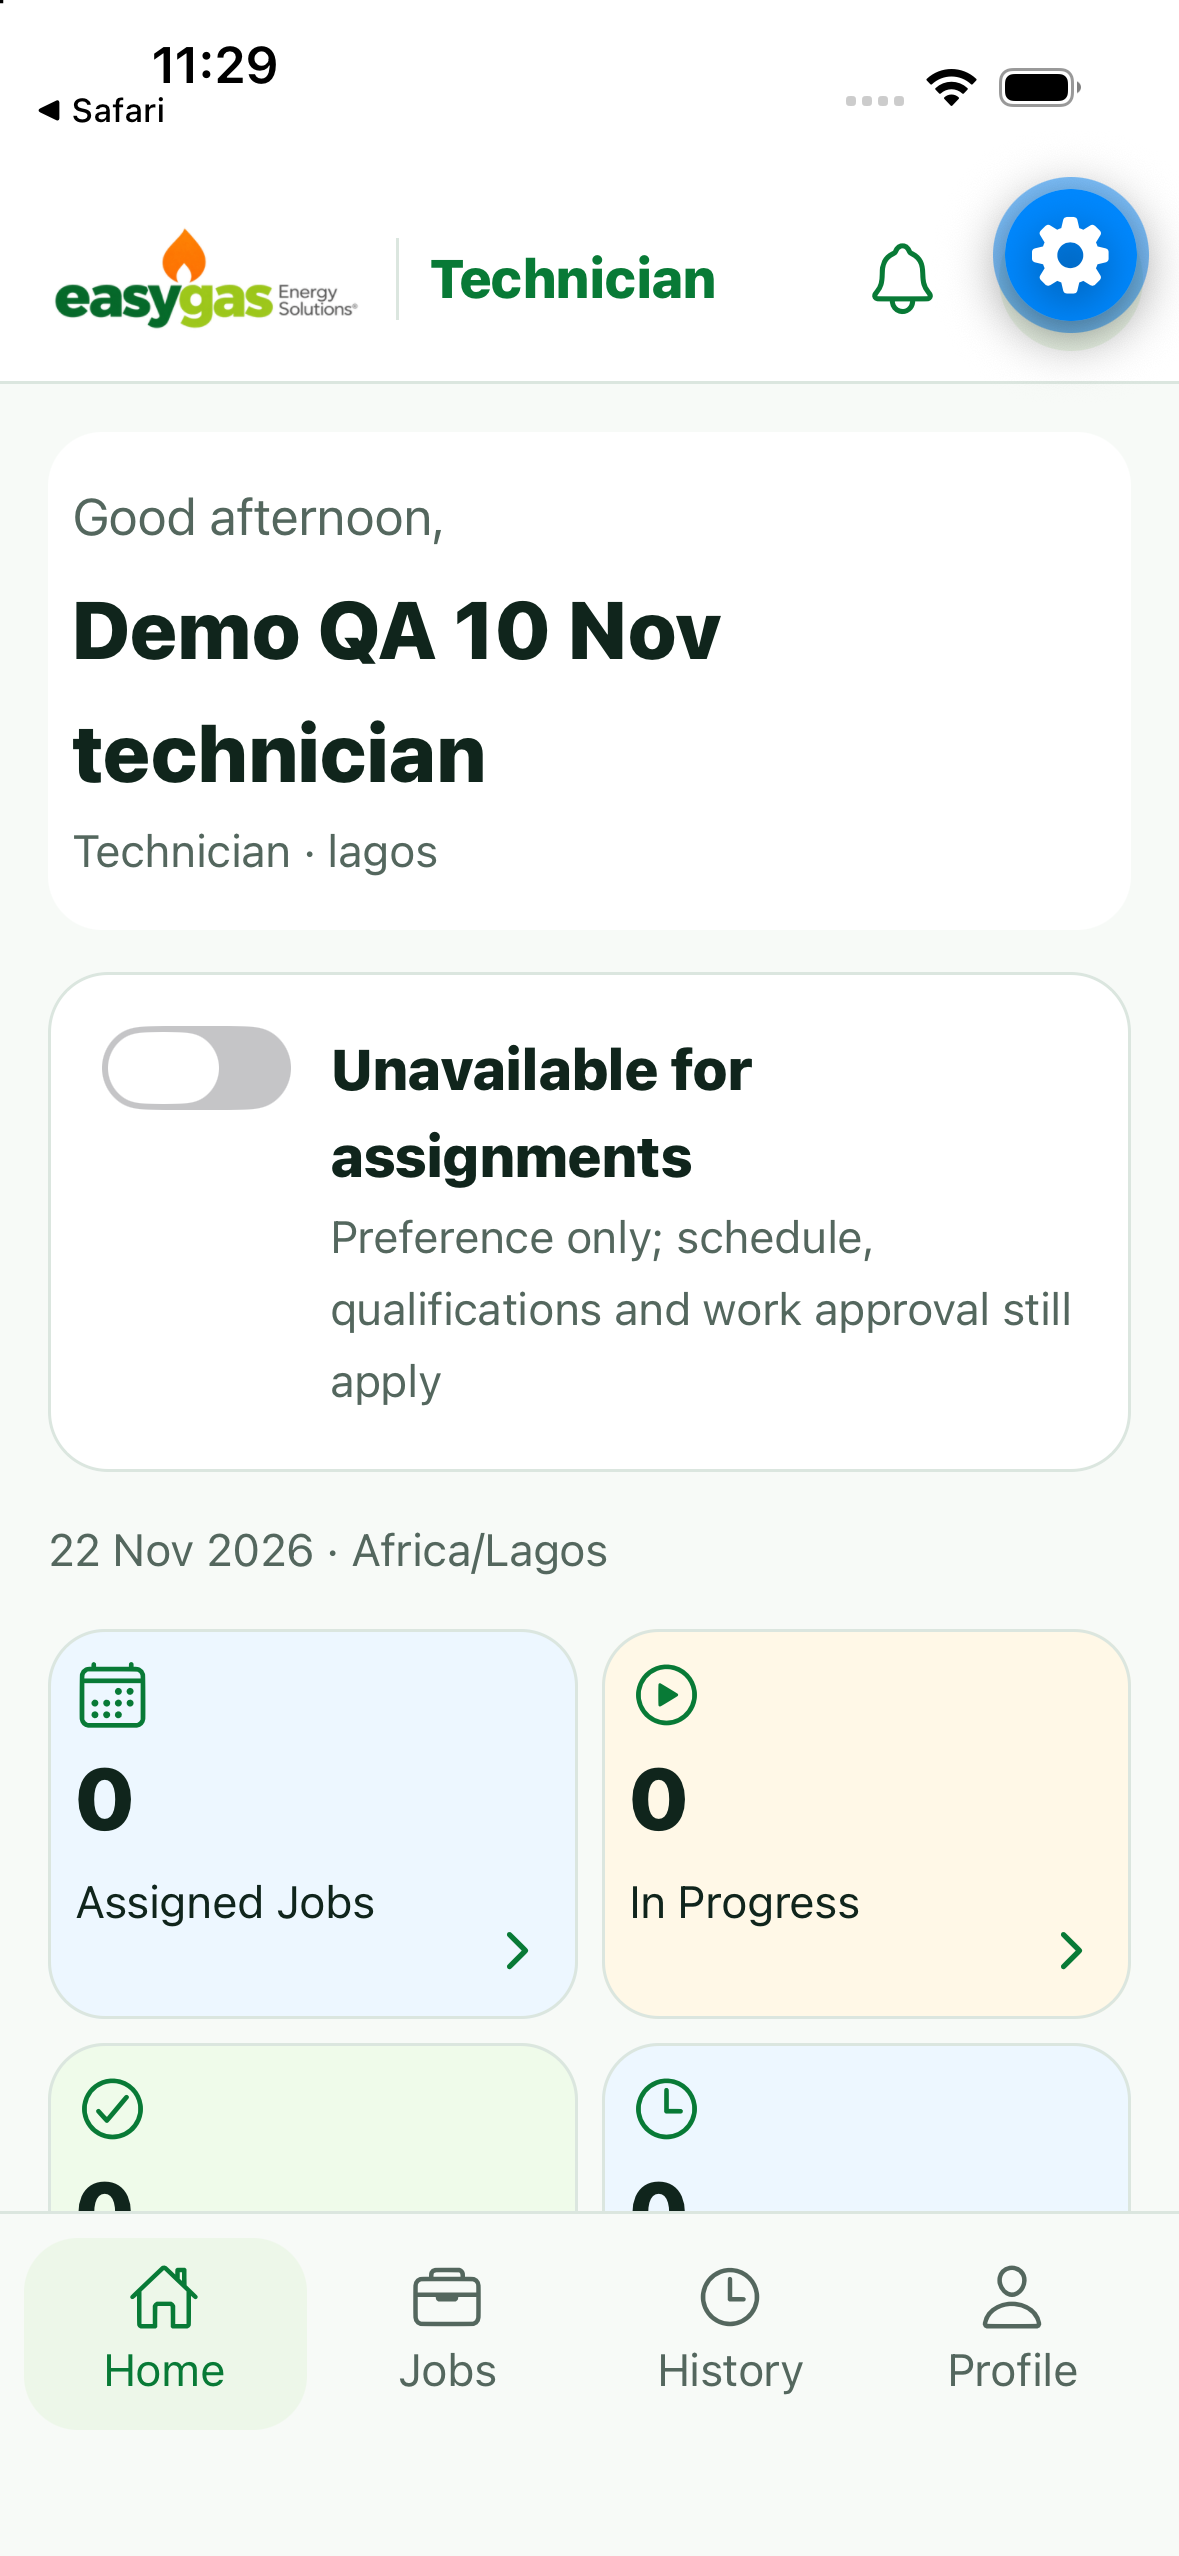 11:29
Safari
easygas Energy Solutions®
Technician
Good afternoon,
Demo QA 10 Nov
technician
Technician · lagos
Unavailable for
assignments
Preference only; schedule,
qualifications and work approval still
apply
22 Nov 2026 · Africa/Lagos
0
Assigned Jobs
0
In Progress
0
0
Home
Jobs
History
Profile